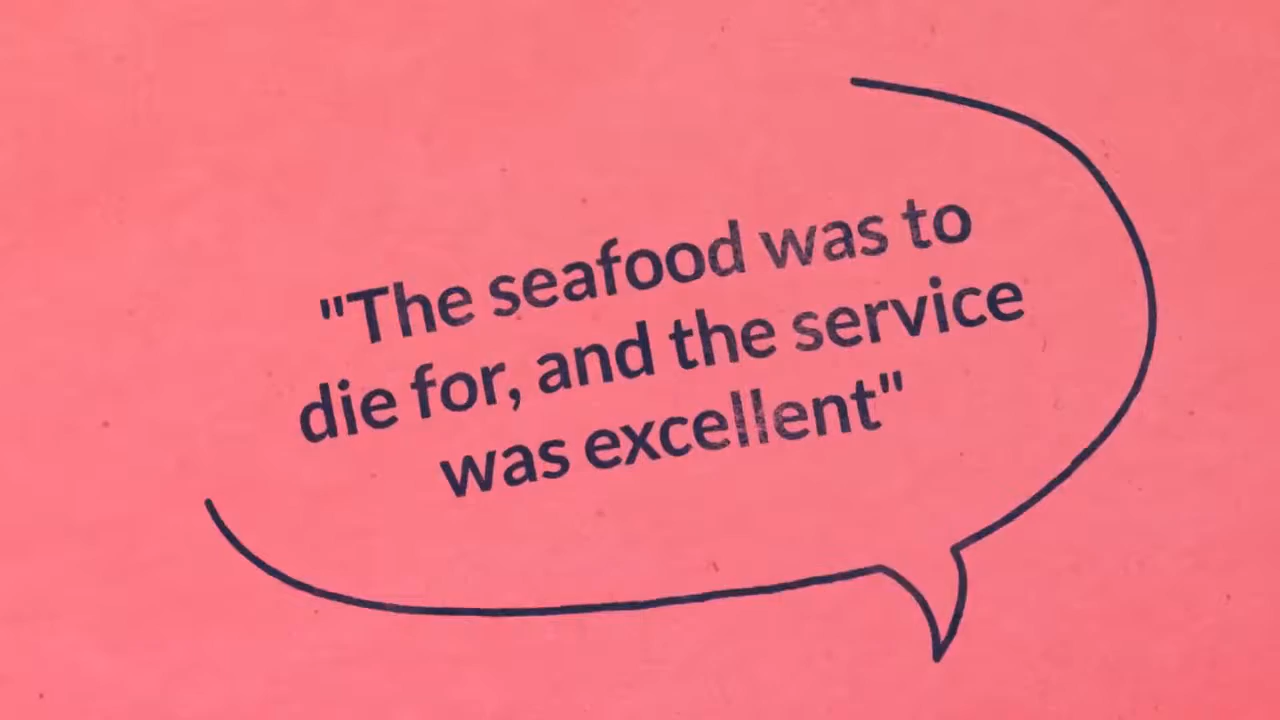 "The seafood was to
die for, and the service
was excellent"